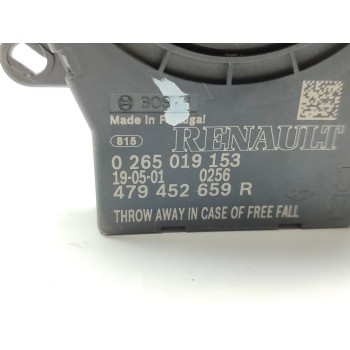 BOSCH
Made in Portugal
815 RENAULT
0 265 019 153
19-05-01 0256
479 452 659 R
THROW AWAY IN CASE OF FREE FALL